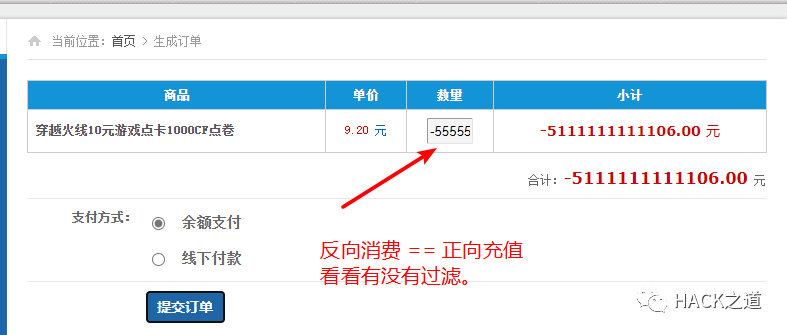 当前位置：首页 > 生成订单
商品 单价 数量 小计
穿越火线10元游戏点卡1000CF点卷 9.20 元 -55555 -5111111111106.00 元
合计：-5111111111106.00 元
支付方式： 余额支付
线下付款
反向消费 == 正向充值
看看有没有过滤。
提交订单
HACK之道